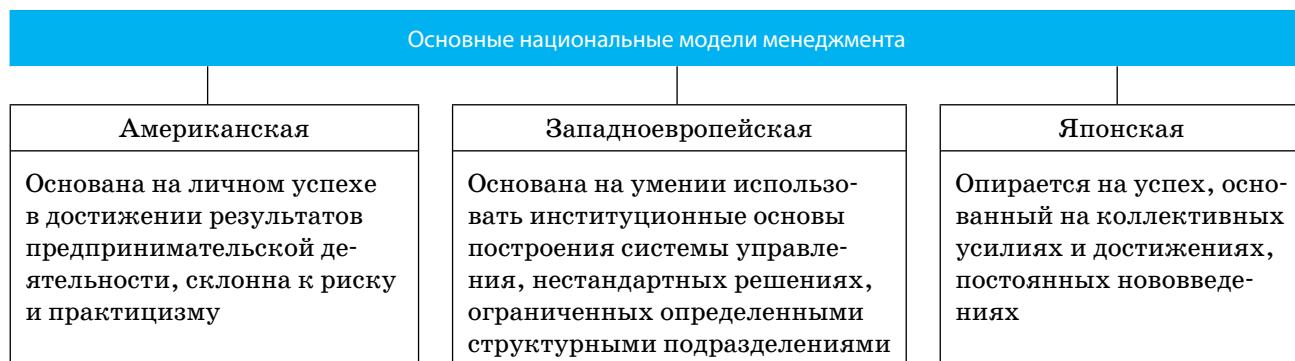 Основные национальные модели менеджмента
Американская
Основана на личном успехе
в достижении результатов
предпринимательской де-
ятельности, склонна к риску
и практицизму
Западноевропейская
Основана на умении использо-
вать институционные основы
построения системы управле-
ния, нестандартных решениях,
ограниченных определенными
структурными подразделениями
Японская
Опирается на успех, осно-
ванный на коллективных
усилиях и достижениях,
постоянных нововведе-
ниях